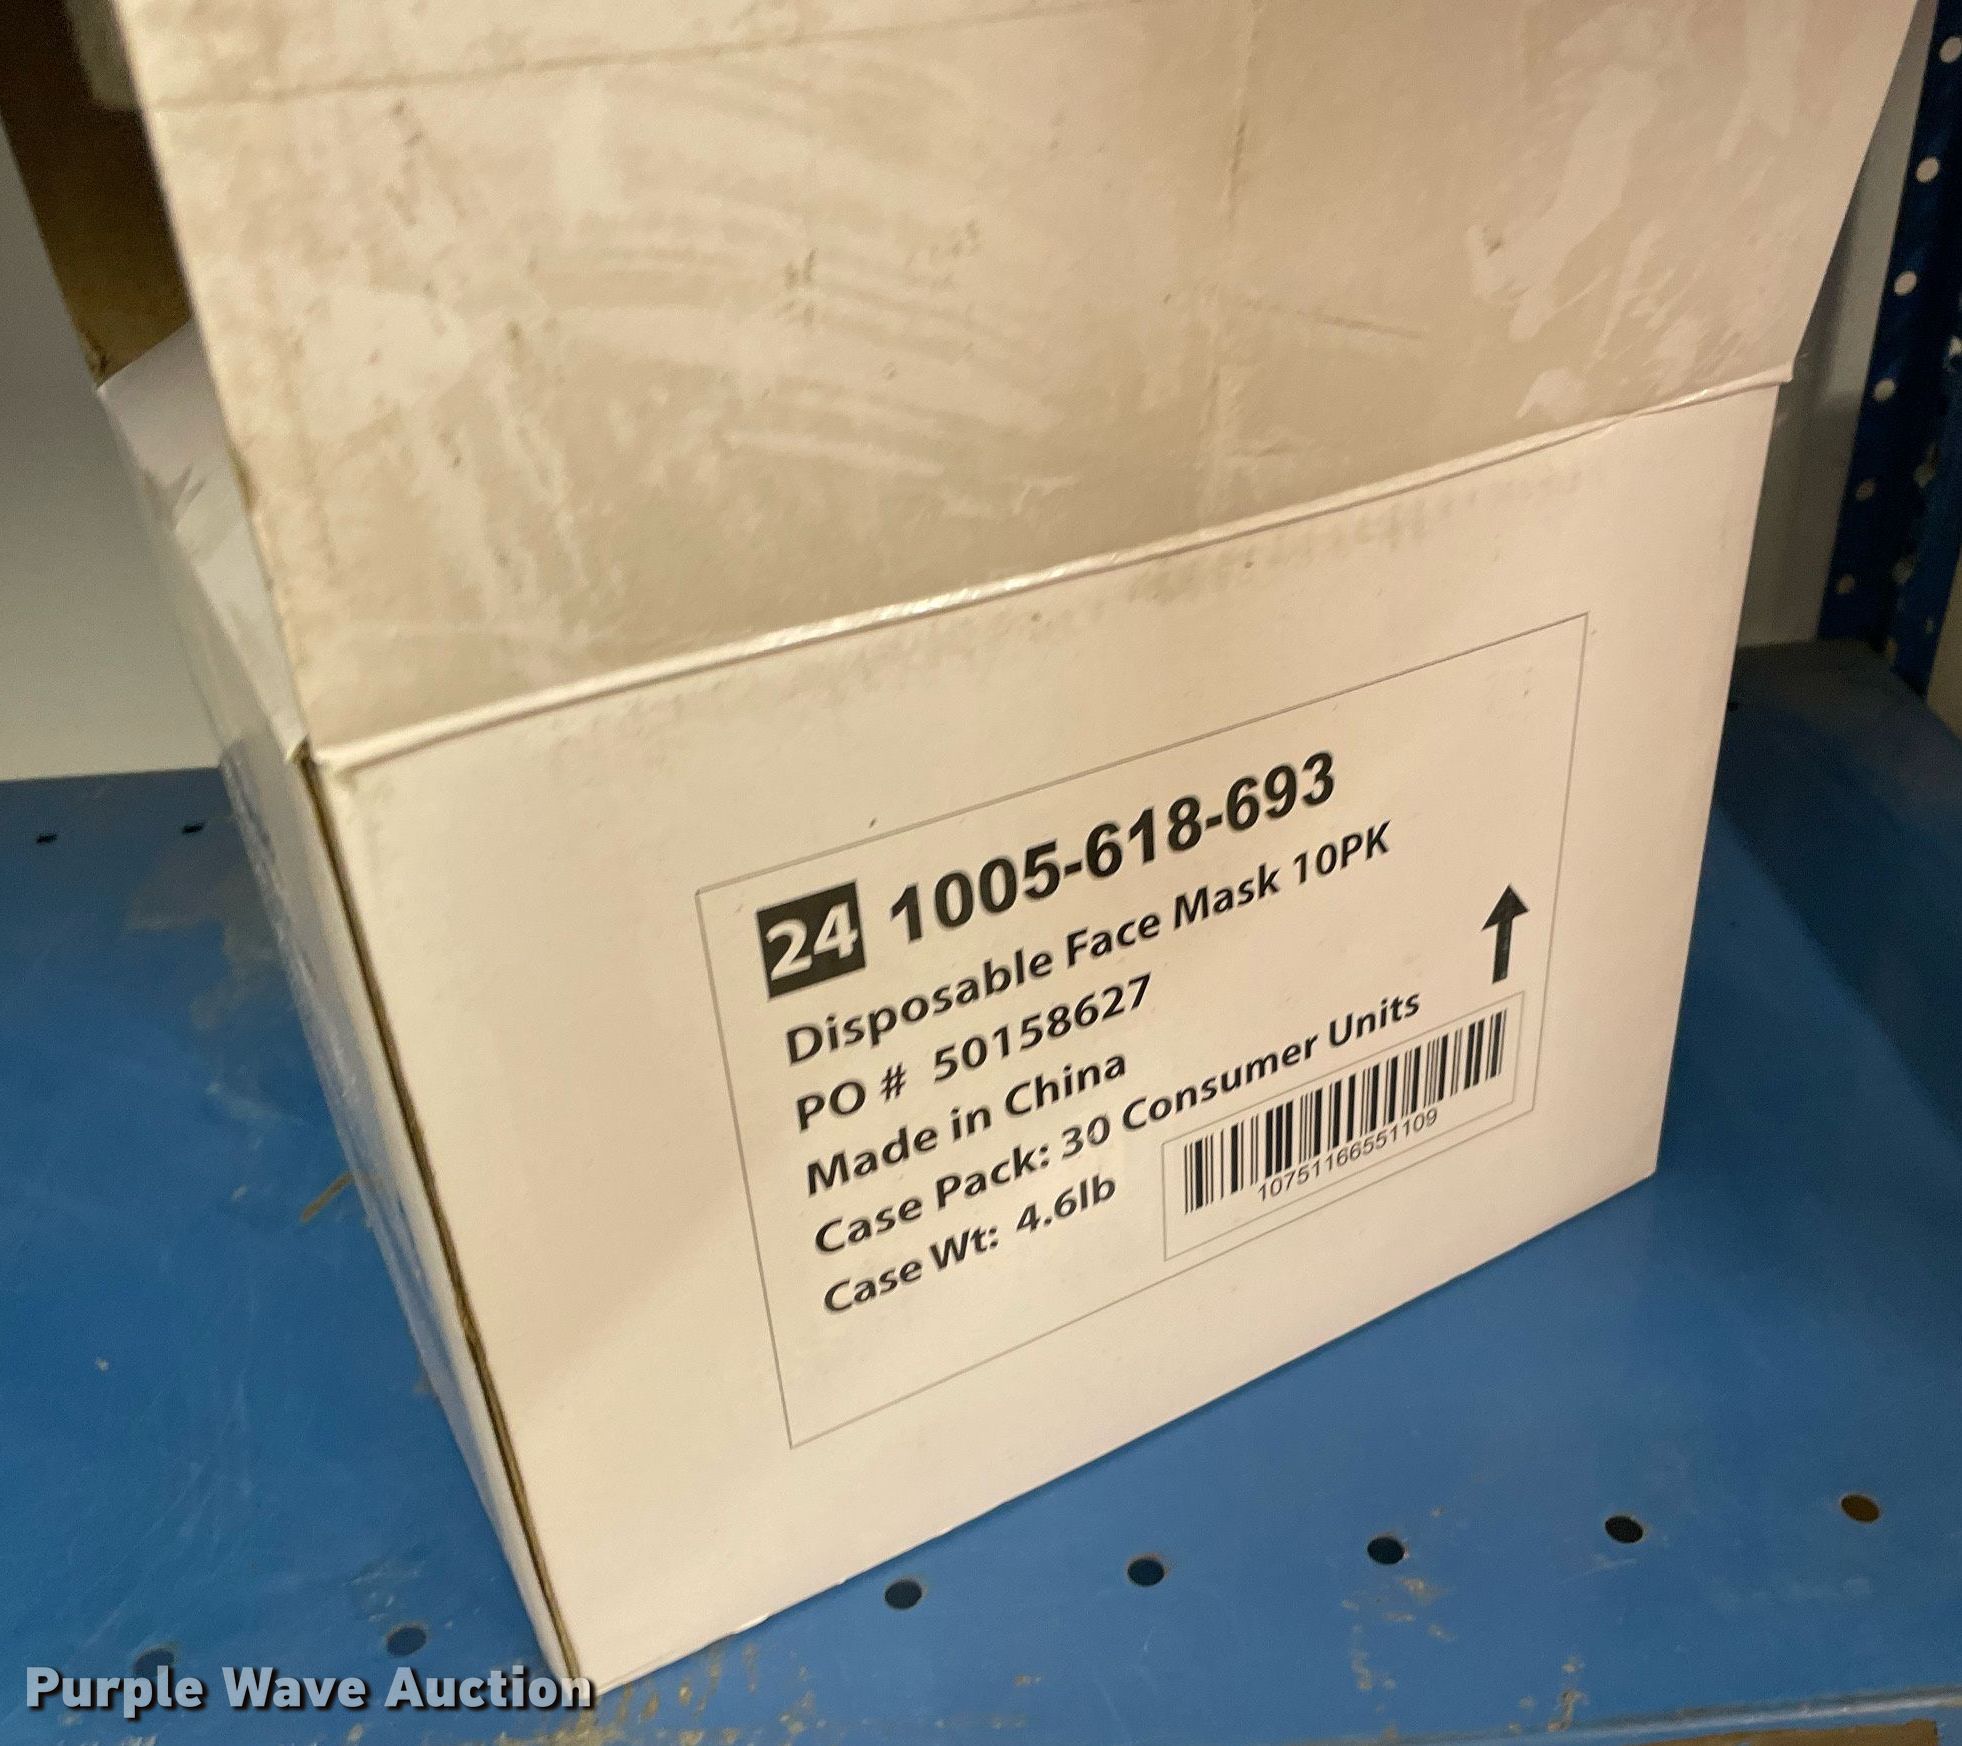 24 1005-618-693
Disposable Face Mask 10PK
PO # 50158627
Made in China
Case Pack: 30 Consumer Units
Case Wt: 4.6lb
10751166551109
Purple Wave Auction